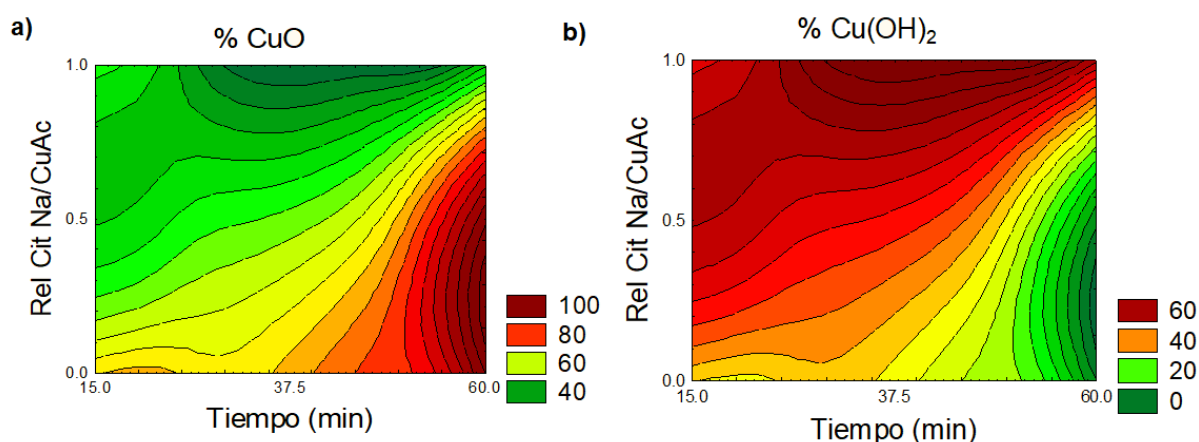 a)
% CuO
Rel Cit Na/CuAc
1.0
0.5
0.0
15.0
37.5
60.0
Tiempo (min)
100
80
60
40
b)
% Cu(OH)₂
Rel Cit Na/CuAc
1.0
0.5
0.0
15.0
37.5
60.0
Tiempo (min)
60
40
20
0